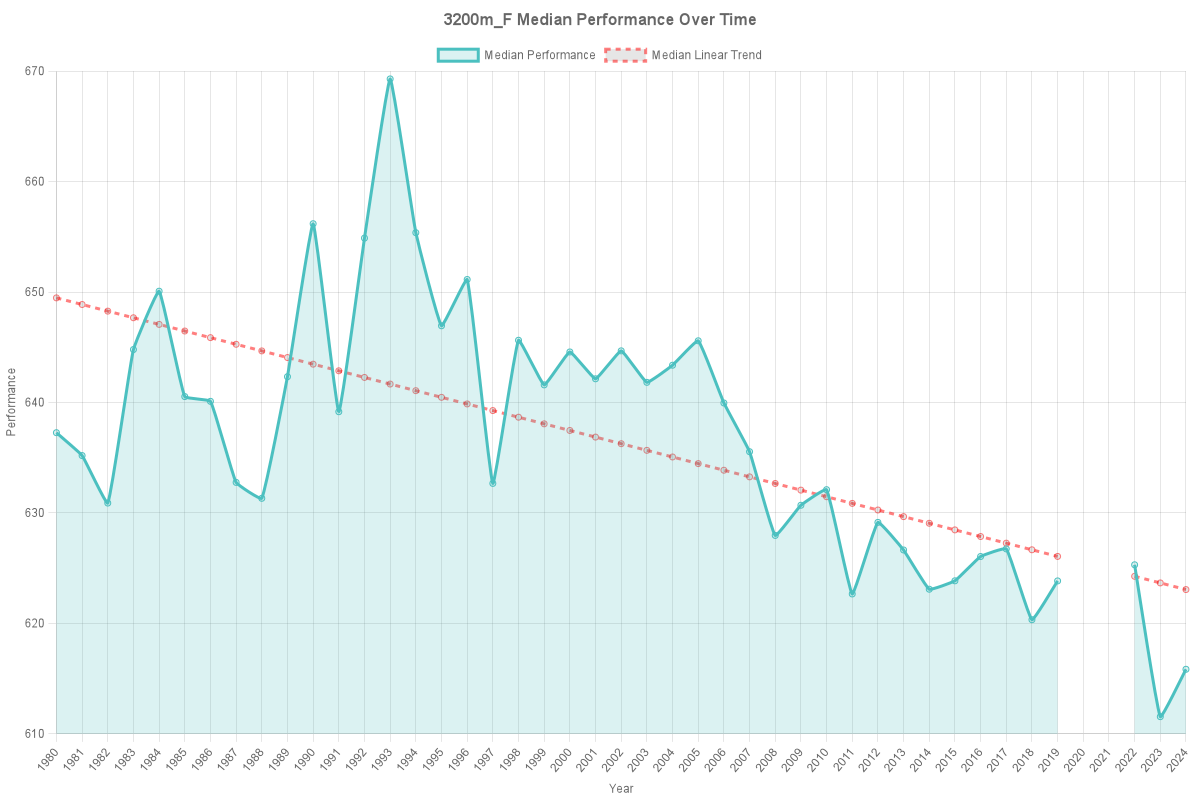 3200m_F Median Performance Over Time
Median Performance Median Linear Trend
670
660
650
640
630
620
610
Performance
1980 1981 1982 1983 1984 1985 1986 1987 1988 1989 1990 1991 1992 1993 1994 1995 1996 1997 1998 1999 2000 2001 2002 2003 2004 2005 2006 2007 2008 2009 2010 2011 2012 2013 2014 2015 2016 2017 2018 2019 2020 2021 2022 2023 2024
Year